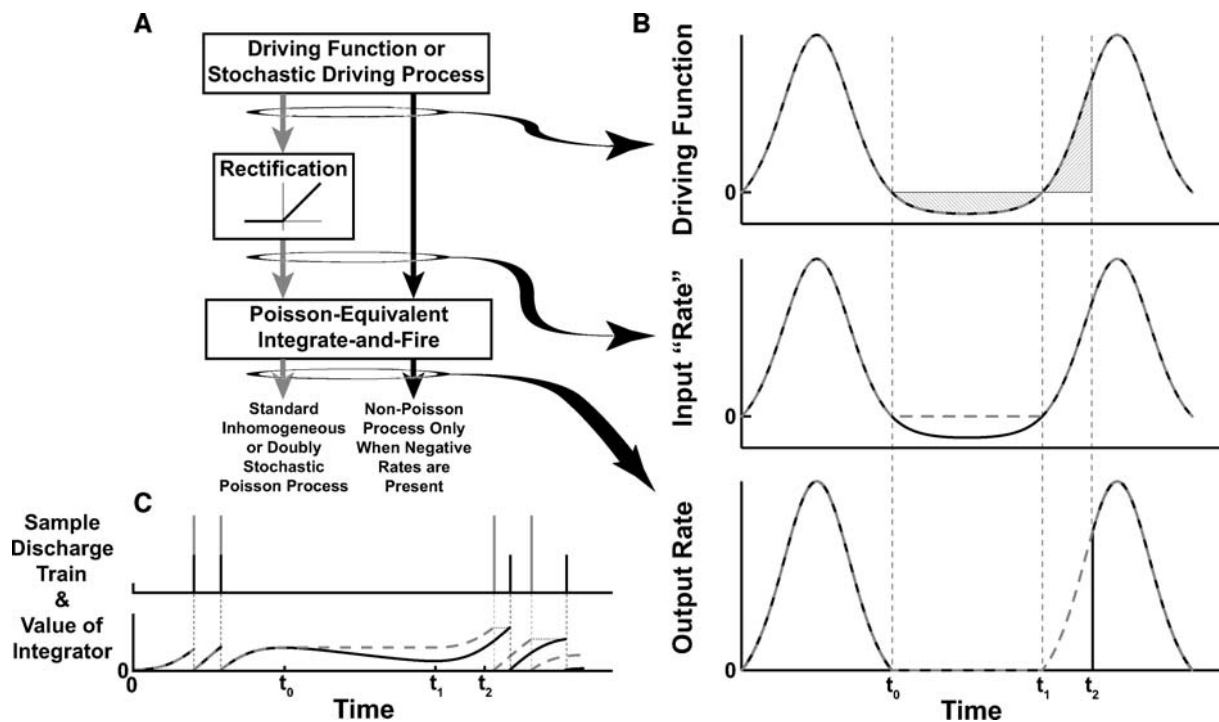 A
Driving Function or
Stochastic Driving Process
Rectification
Poisson-Equivalent
Integrate-and-Fire
Standard
Inhomogeneous
or Doubly
Stochastic
Poisson Process
Non-Poisson
Process Only
When Negative
Rates are
Present
B
Driving Function
0
Input “Rate”
0
Output Rate
0
t0
t1
t2
Time
C
Sample
Discharge
Train
&
Value of
Integrator
0
0
t0
t1
t2
Time